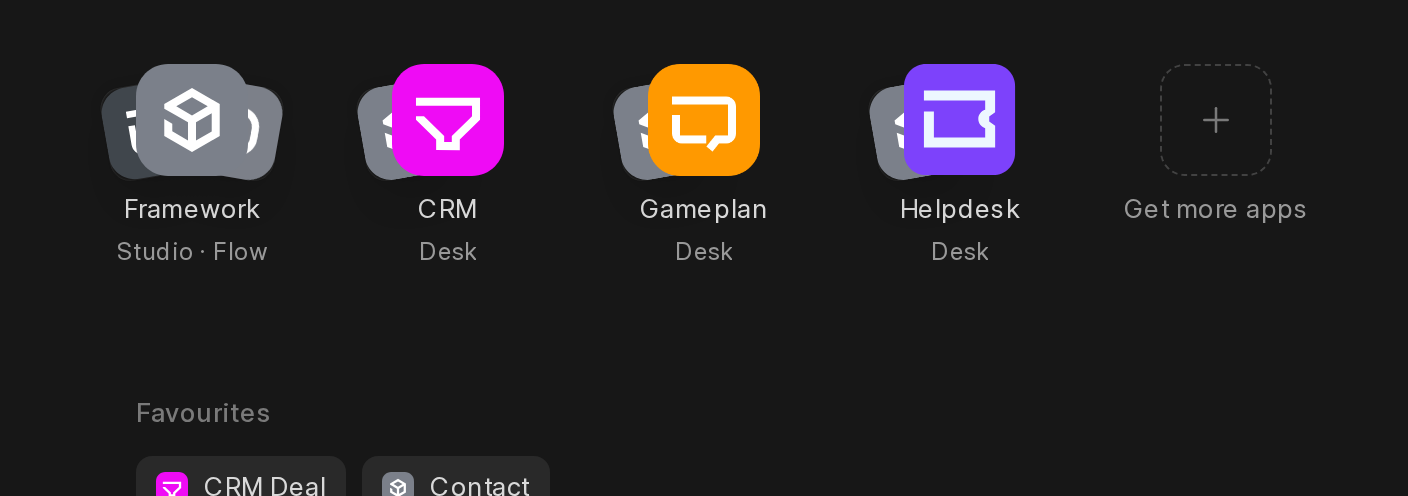 Framework CRM Gameplan Helpdesk Get more apps
Studio · Flow Desk Desk Desk
Favourites
CRM Deal Contact